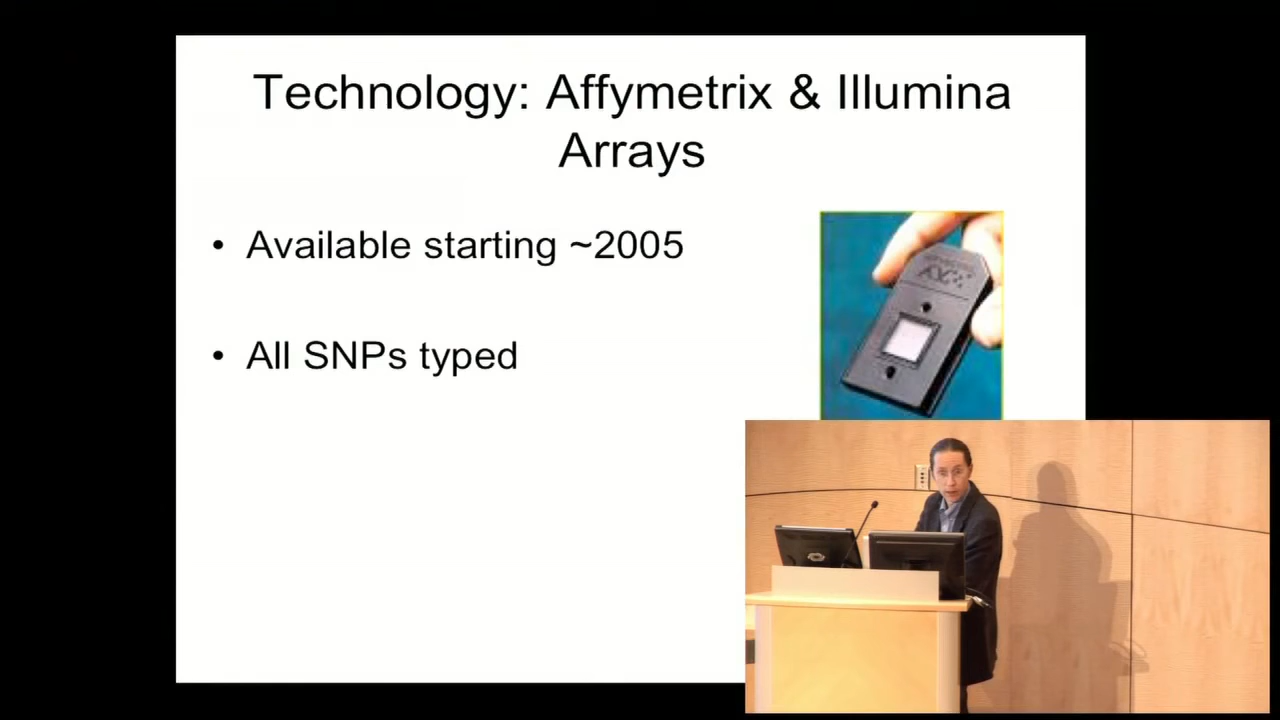 Technology: Affymetrix & Illumina
Arrays
• Available starting ~2005
• All SNPs typed